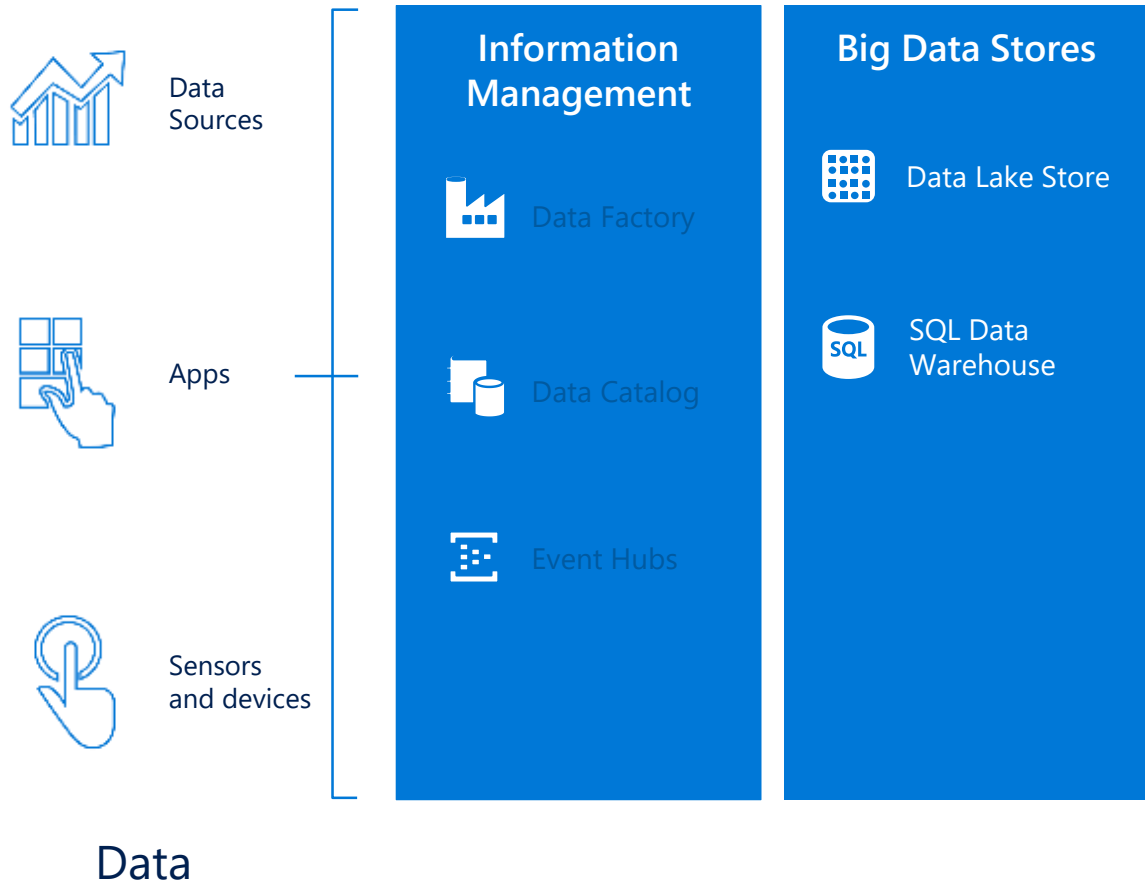 Data
Sources
Apps
Sensors
and devices
Data
Information
Management
Data Factory
Data Catalog
Event Hubs
Big Data Stores
Data Lake Store
SQL
SQL Data
Warehouse